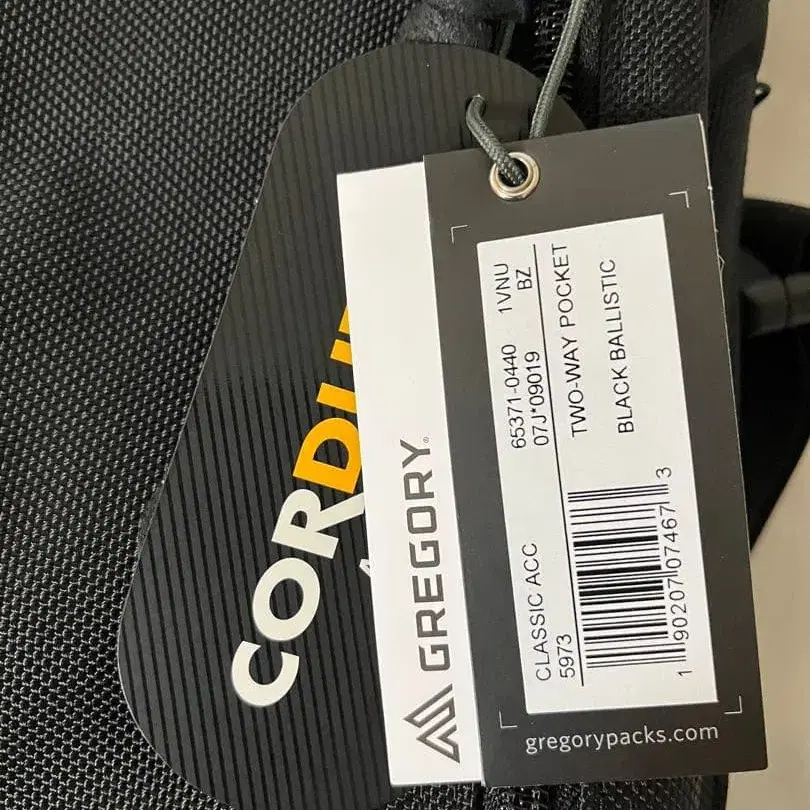 CORDU
GREGORY®
CLASSIC ACC 65371-0440 1VNU
5973 07J*09019 BZ
TWO-WAY POCKET
BLACK BALLISTIC
1 90207 07467 3
gregorypacks.com